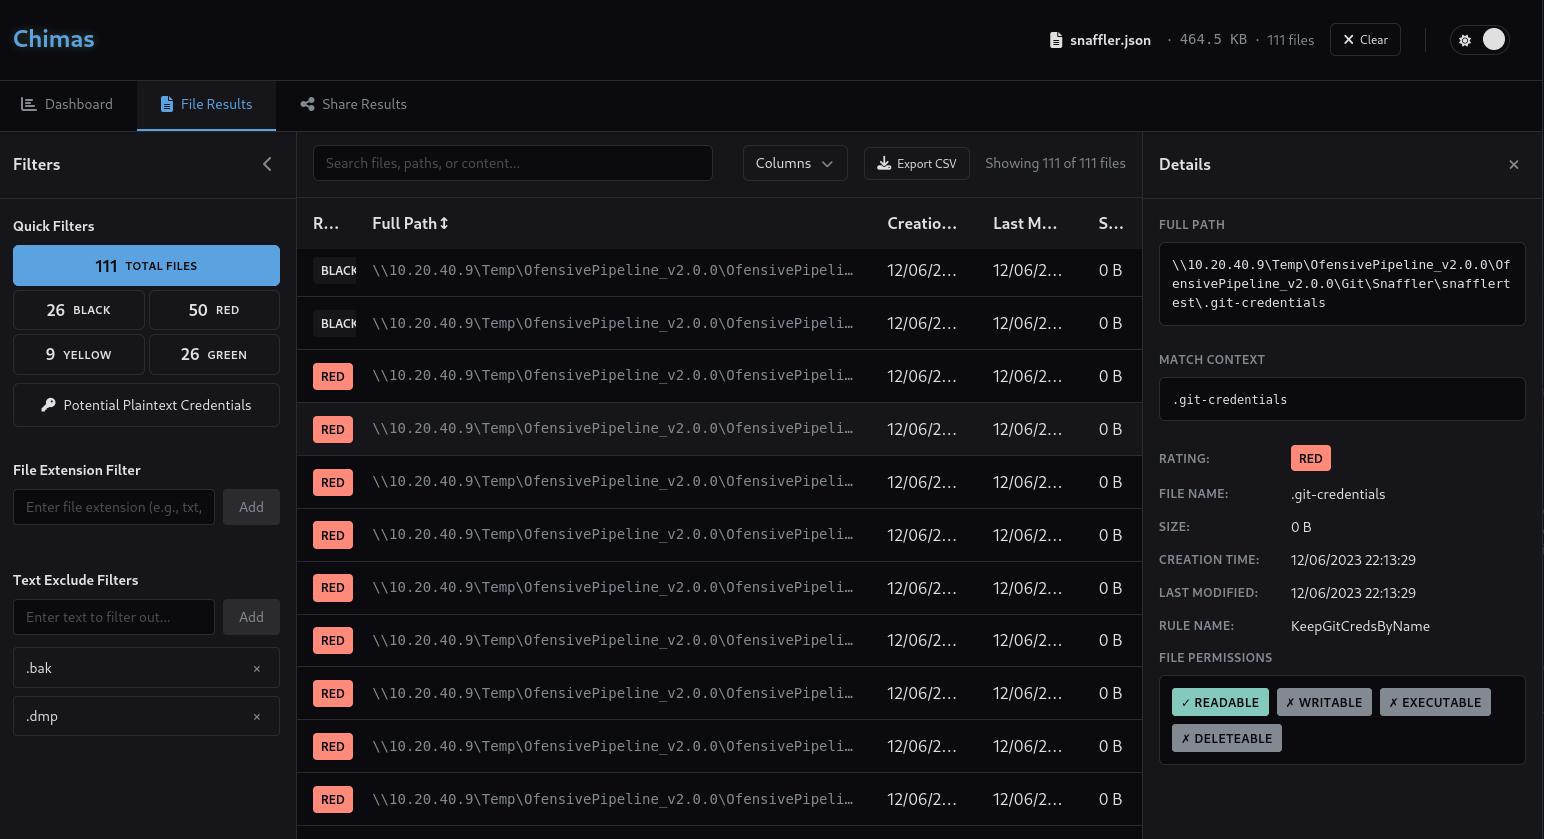 Chimas
snaffler.json · 464.5 KB · 111 files
Clear
Dashboard
File Results
Share Results
Filters
Quick Filters
111 TOTAL FILES
26 BLACK
50 RED
9 YELLOW
26 GREEN
Potential Plaintext Credentials
File Extension Filter
Enter file extension (e.g., txt,
Add
Text Exclude Filters
Enter text to filter out...
Add
.bak ×
.dmp ×
Search files, paths, or content...
Columns
Export CSV
Showing 111 of 111 files
R... Full Path Creatio... Last M... S...
BLACK \\10.20.40.9\Temp\OfensivePipeline_v2.0.0\OfensivePipeli... 12/06/2... 12/06/2... 0 B
BLACK \\10.20.40.9\Temp\OfensivePipeline_v2.0.0\OfensivePipeli... 12/06/2... 12/06/2... 0 B
RED \\10.20.40.9\Temp\OfensivePipeline_v2.0.0\OfensivePipeli... 12/06/2... 12/06/2... 0 B
RED \\10.20.40.9\Temp\OfensivePipeline_v2.0.0\OfensivePipeli... 12/06/2... 12/06/2... 0 B
RED \\10.20.40.9\Temp\OfensivePipeline_v2.0.0\OfensivePipeli... 12/06/2... 12/06/2... 0 B
RED \\10.20.40.9\Temp\OfensivePipeline_v2.0.0\OfensivePipeli... 12/06/2... 12/06/2... 0 B
RED \\10.20.40.9\Temp\OfensivePipeline_v2.0.0\OfensivePipeli... 12/06/2... 12/06/2... 0 B
RED \\10.20.40.9\Temp\OfensivePipeline_v2.0.0\OfensivePipeli... 12/06/2... 12/06/2... 0 B
RED \\10.20.40.9\Temp\OfensivePipeline_v2.0.0\OfensivePipeli... 12/06/2... 12/06/2... 0 B
RED \\10.20.40.9\Temp\OfensivePipeline_v2.0.0\OfensivePipeli... 12/06/2... 12/06/2... 0 B
RED \\10.20.40.9\Temp\OfensivePipeline_v2.0.0\OfensivePipeli... 12/06/2... 12/06/2... 0 B
Details
FULL PATH
\\10.20.40.9\Temp\OfensivePipeline_v2.0.0\Of
ensivePipeline_v2.0.0\Git\Snaffler\snafflert
est\.git-credentials
MATCH CONTEXT
.git-credentials
RATING: RED
FILE NAME: .git-credentials
SIZE: 0 B
CREATION TIME: 12/06/2023 22:13:29
LAST MODIFIED: 12/06/2023 22:13:29
RULE NAME: KeepGitCredsByName
FILE PERMISSIONS
✓ READABLE ✗ WRITABLE ✗ EXECUTABLE
✗ DELETEABLE